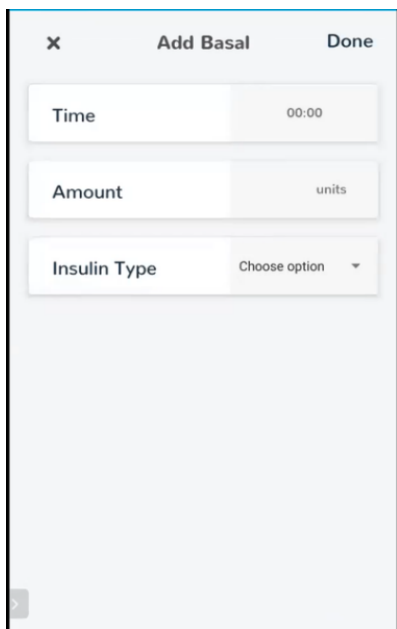 × Add Basal Done
Time 00:00
Amount units
Insulin Type Choose option